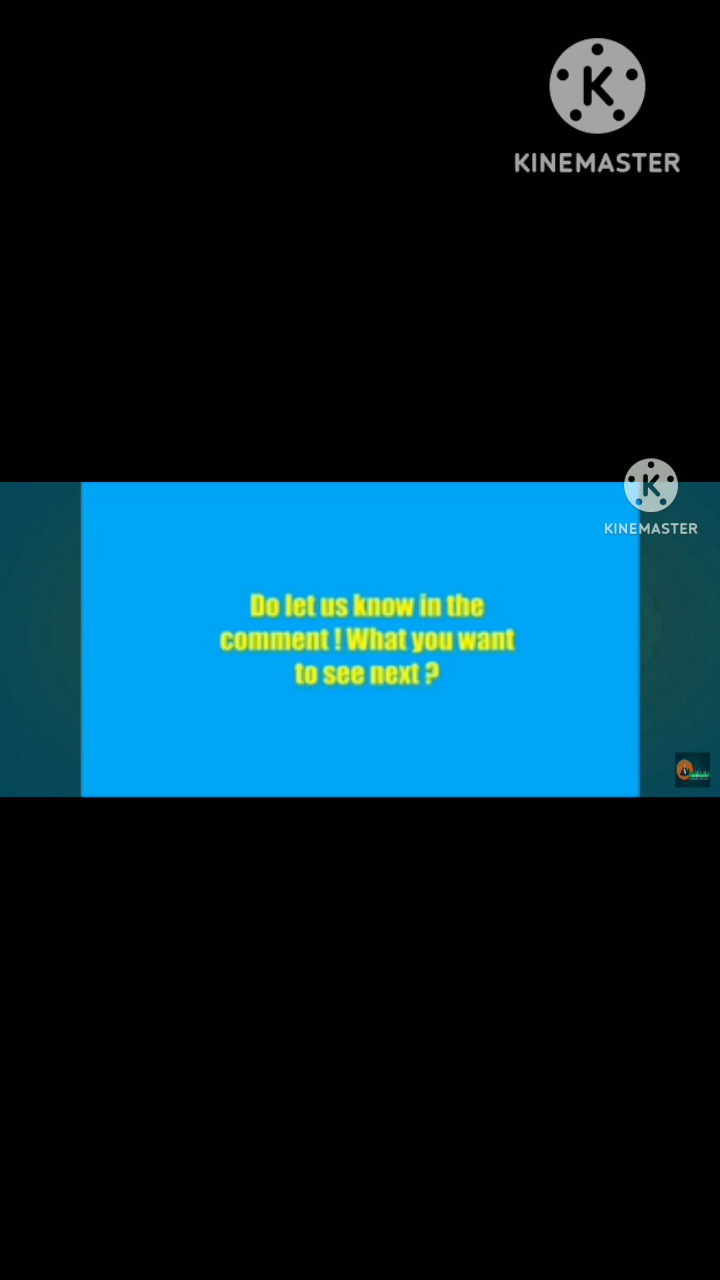 KINEMASTER
KINEMASTER
Do let us know in the
comment ! What you want
to see next ?